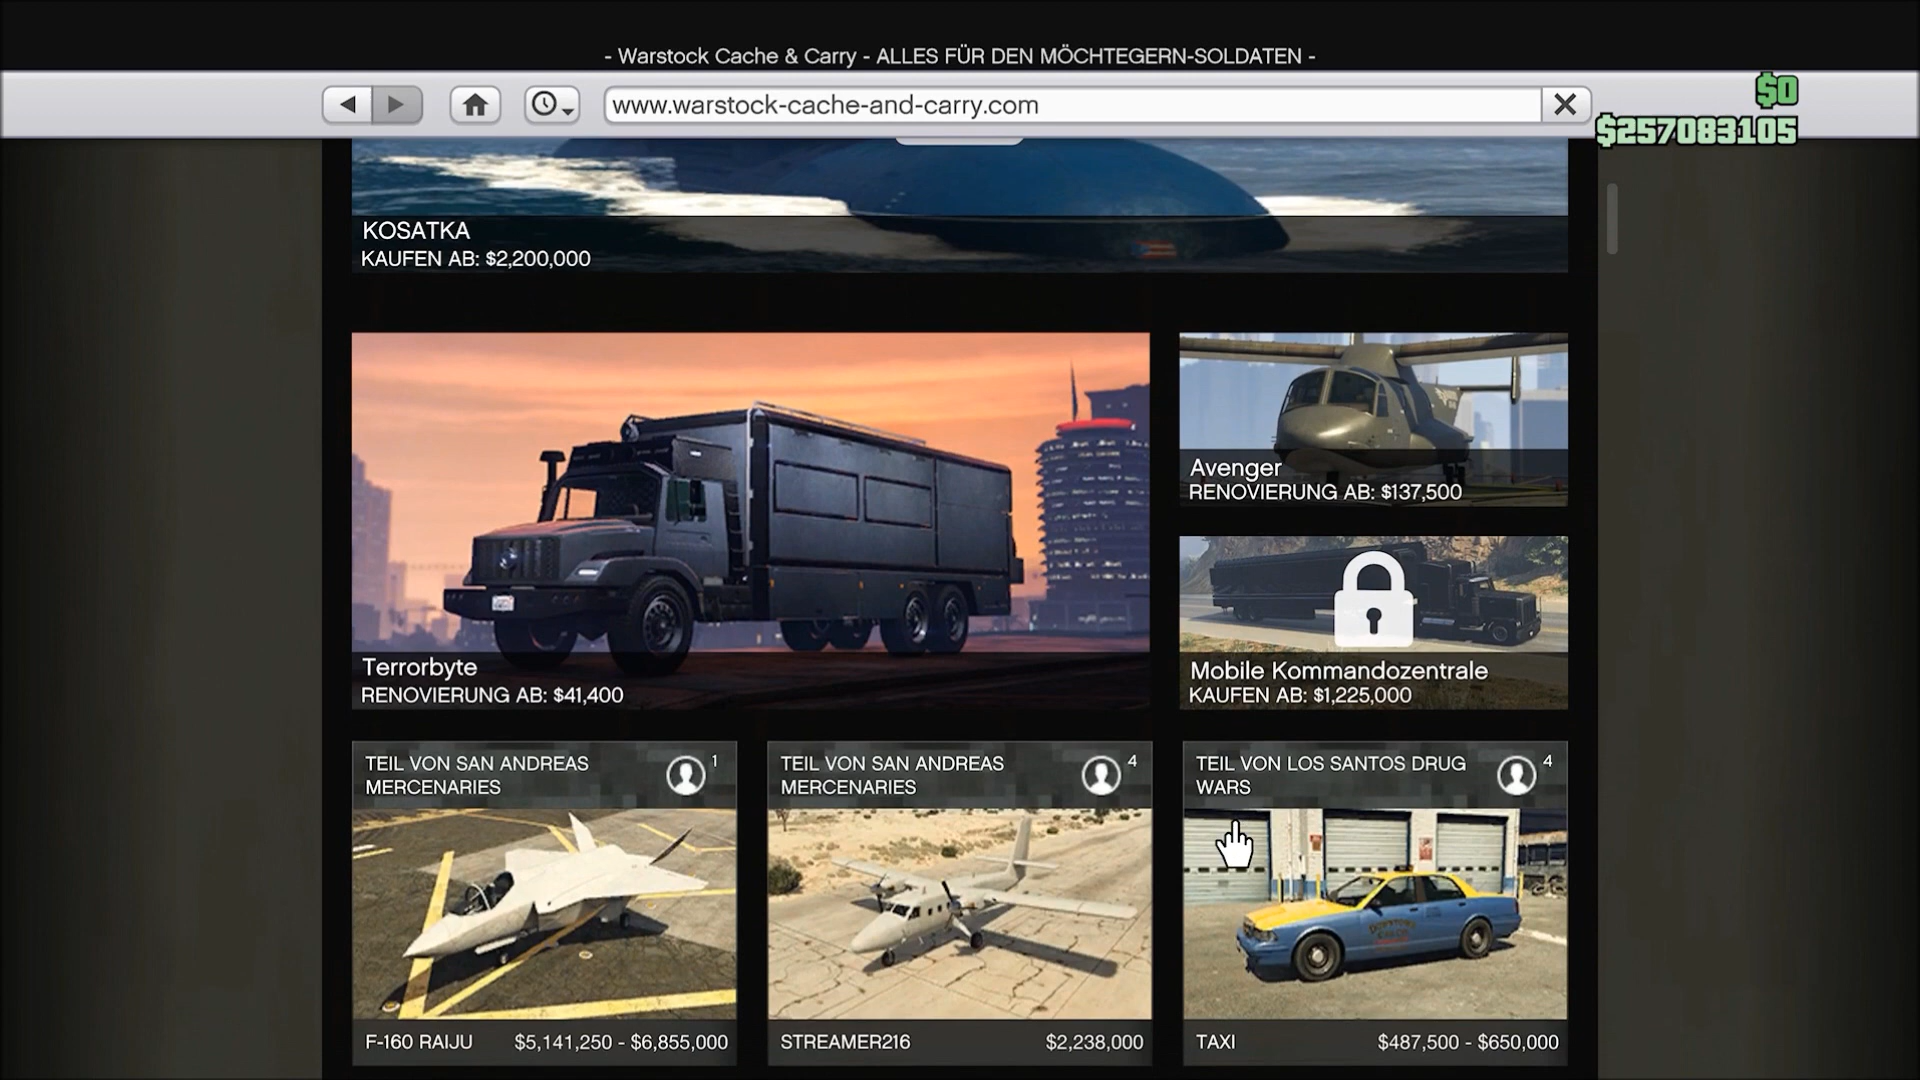 - Warstock Cache & Carry - ALLES FÜR DEN MÖCHTEGERN-SOLDATEN -
www.warstock-cache-and-carry.com
$0
$257083105
KOSATKA
KAUFEN AB: $2,200,000
Terrorbyte
RENOVIERUNG AB: $41,400
Avenger
RENOVIERUNG AB: $137,500
Mobile Kommandozentrale
KAUFEN AB: $1,225,000
TEIL VON SAN ANDREAS
MERCENARIES
1
F-160 RAIJU $5,141,250 - $6,855,000
TEIL VON SAN ANDREAS
MERCENARIES
4
STREAMER216 $2,238,000
TEIL VON LOS SANTOS DRUG
WARS
4
TAXI $487,500 - $650,000